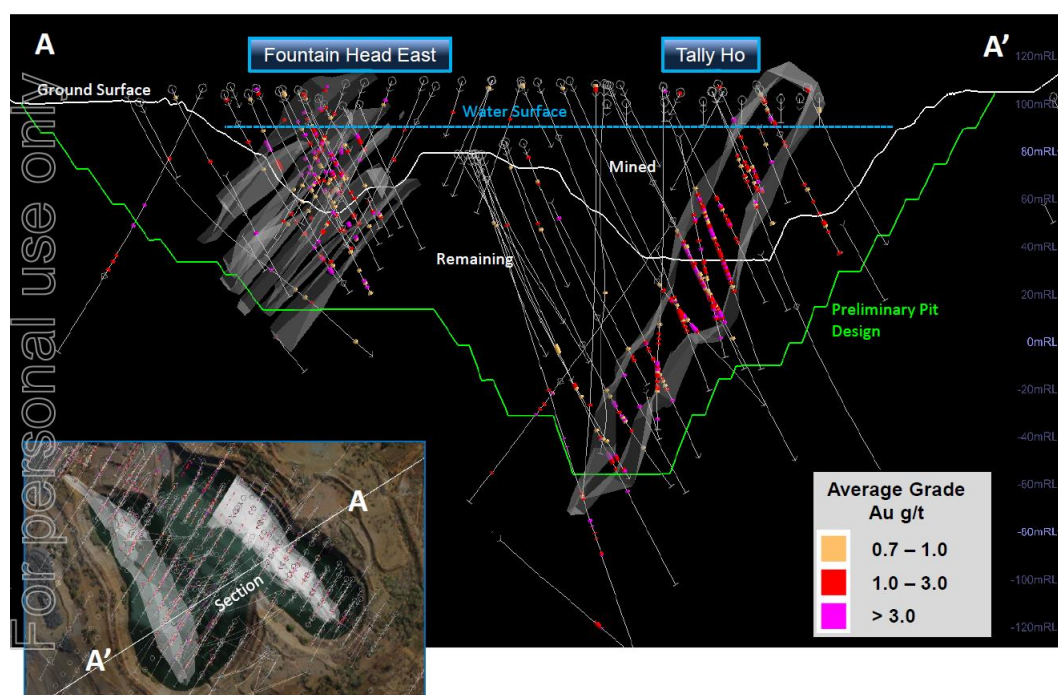 A
Fountain Head East
Tally Ho
A’
120mRL
Ground Surface
Water Surface
100mRL
80mRL
Mined
60mRL
40mRL
Remaining
20mRL
Preliminary Pit
Design
0mRL
-20mRL
-40mRL
-60mRL
-80mRL
-100mRL
-120mRL
Average Grade
Au g/t
0.7 – 1.0
1.0 – 3.0
> 3.0
A
Section
A’
For personal use only